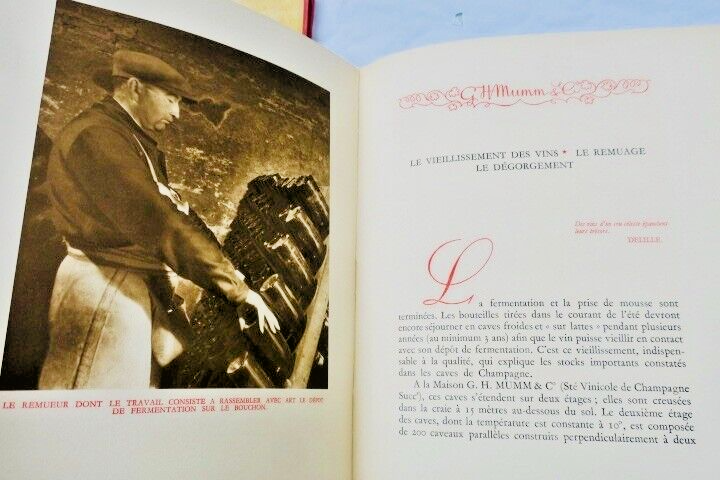 LE REMUEUR DONT LE TRAVAIL CONSISTE A RASSEMBLER AVEC ART LE DÉPOT
DE FERMENTATION SUR LE BOUCHON.
G.H. Mumm & Co
LE VIEILLISSEMENT DES VINS * LE REMUAGE
LE DÉGORGEMENT
Des vins d'un cou céleste épanchent
leurs trésors.
DELILLE.
La fermentation et la prise de mousse sont
terminées. Les bouteilles tirées dans le courant de l'été devront
encore séjourner en caves froides et « sur lattes » pendant plusieurs
années (au minimum 3 ans) afin que le vin puisse vieillir en contact
avec son dépôt de fermentation. C'est ce vieillissement, indispen-
sable à la qualité, qui explique les stocks importants constatés
dans les caves de Champagne.
A la Maison G. H. MUMM & Co (Sté Vinicole de Champagne
Succr), ces caves s'étendent sur deux étages ; elles sont creusées
dans la craie à 15 mètres au-dessous du sol. Le deuxième étage
des caves, dont la température est constante à 10°, est composée
de 200 caveaux parallèles construits perpendiculairement à deux